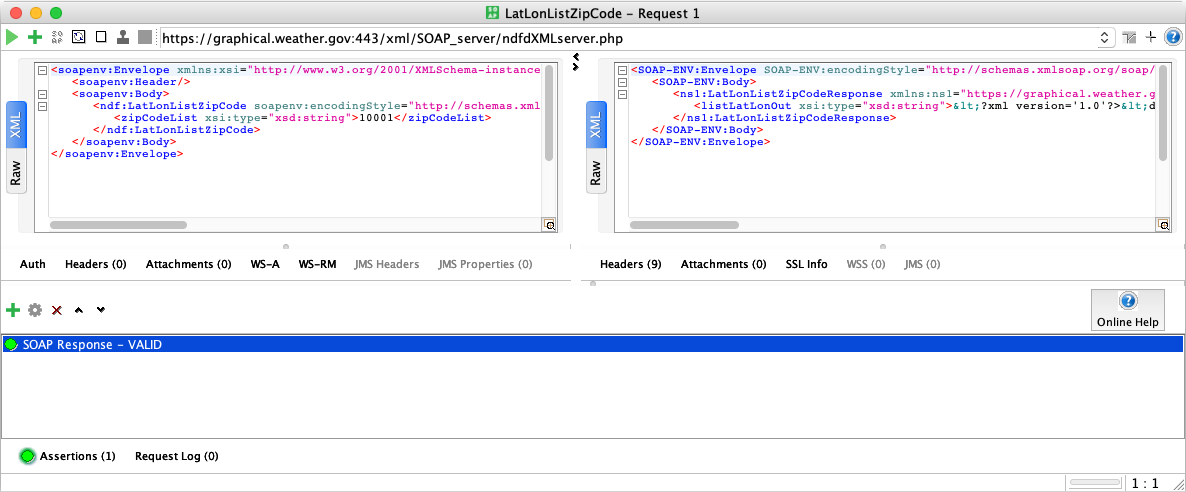 LatLonListZipCode – Request 1
SO AP
https://graphical.weather.gov:443/xml/SOAP_server/ndfdXMLserver.php
XML
Raw
<soapenv:Envelope xmlns:xsi="http://www.w3.org/2001/XMLSchema-instance
<soapenv:Header/>
<soapenv:Body>
<ndf:LatLonListZipCode soapenv:encodingStyle="http://schemas.xml
<zipCodeList xsi:type="xsd:string">10001</zipCodeList>
</ndf:LatLonListZipCode>
</soapenv:Body>
</soapenv:Envelope>
XML
Raw
<SOAP-ENV:Envelope SOAP-ENV:encodingStyle="http://schemas.xmlsoap.org/soap/
<SOAP-ENV:Body>
<ns1:LatLonListZipCodeResponse xmlns:ns1="https://graphical.weather.g
<listLatLonOut xsi:type="xsd:string">&lt;?xml version='1.0'?>&lt;d
</ns1:LatLonListZipCodeResponse>
</SOAP-ENV:Body>
</SOAP-ENV:Envelope>
Auth Headers (0) Attachments (0) WS-A WS-RM JMS Headers JMS Properties (0)
Headers (9) Attachments (0) SSL Info WSS (0) JMS (0)
Online Help
SOAP Response – VALID
Assertions (1) Request Log (0)
1 : 1